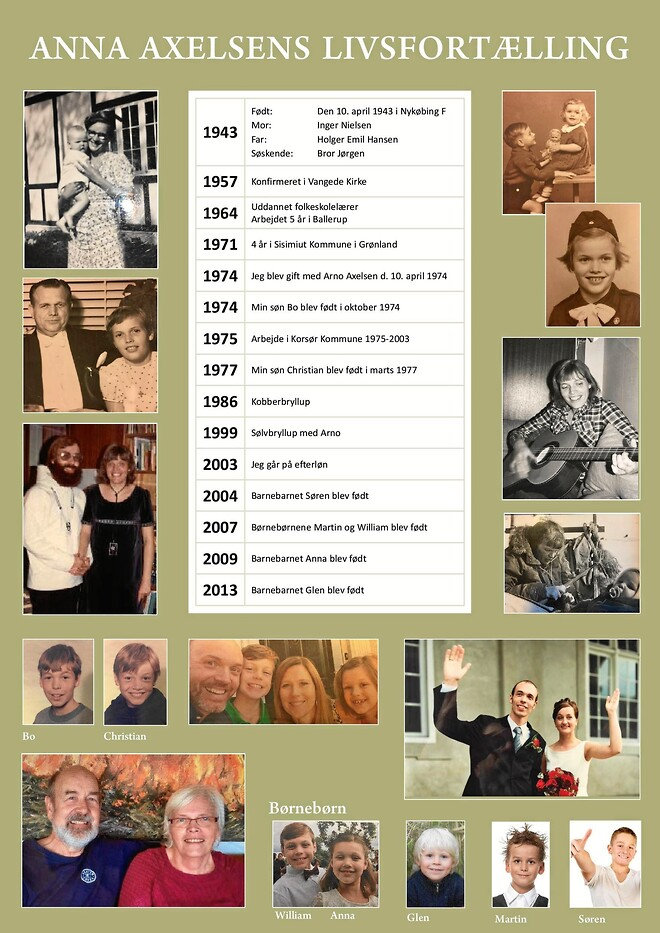 ANNA AXELSENS LIVSFORTÆLLING
1943
Født: Den 10. april 1943 i Nykøbing F
Mor: Inger Nielsen
Far: Holger Emil Hansen
Søskende: Bror Jørgen
1957 Konfirmeret i Vangede Kirke
1964 Uddannet folkeskolelærer
Arbejdet 5 år i Ballerup
1971 4 år i Sisimiut Kommune i Grønland
1974 Jeg blev gift med Arno Axelsen d. 10. april 1974
1974 Min søn Bo blev født i oktober 1974
1975 Arbejde i Korsør Kommune 1975-2003
1977 Min søn Christian blev født i marts 1977
1986 Kobberbryllup
1999 Sølvbryllup med Arno
2003 Jeg går på efterløn
2004 Barnebarnet Søren blev født
2007 Børnebørnene Martin og William blev født
2009 Barnebarnet Anna blev født
2013 Barnebarnet Glen blev født
Bo Christian
Børnebørn
William Anna Glen Martin Søren